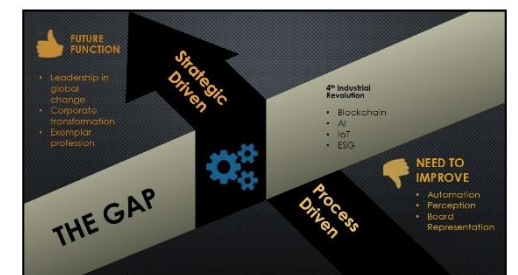 FUTURE
FUNCTION
• Leadership in
global
change
• Corporate
transformation
• Exemplar
profession
Strategic
Driven
4th Industrial
Revolution
• Blockchain
• AI
• IoT
• ESG
THE GAP
Process
Driven
NEED TO
IMPROVE
• Automation
• Perception
• Board
Representation